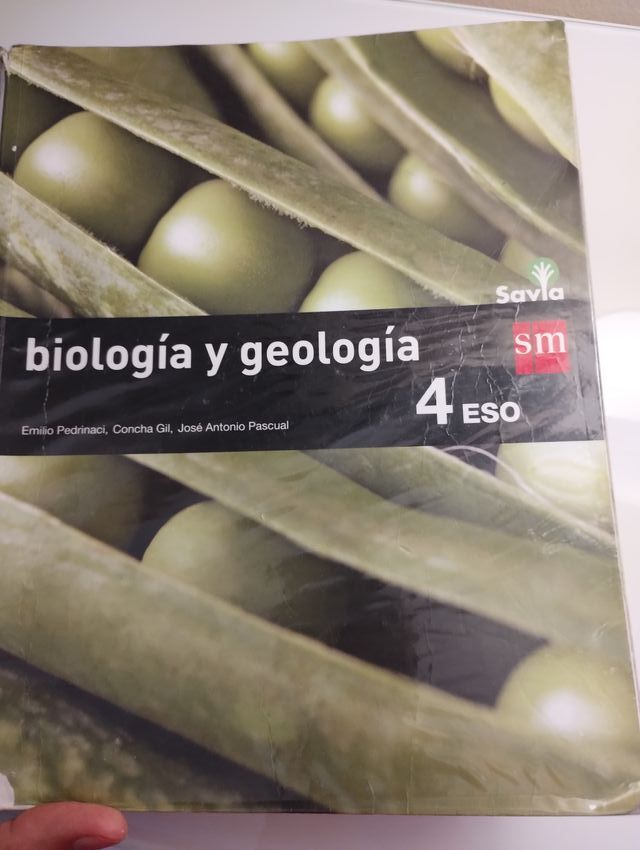 Savia
biología y geología
sm
4 ESO
Emilio Pedrinaci, Concha Gil, José Antonio Pascual